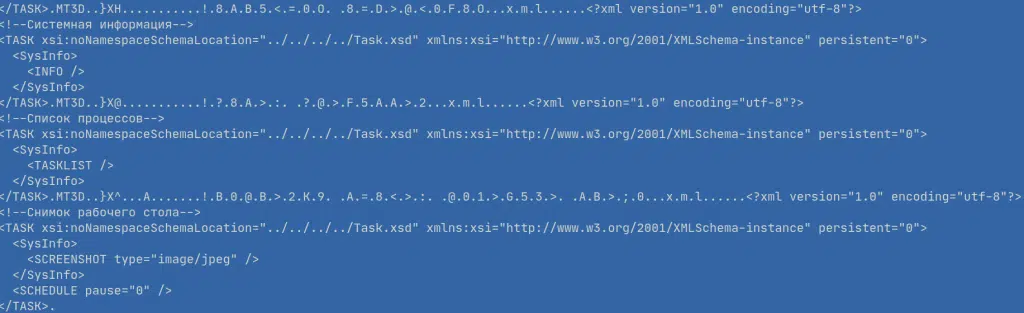 </TASK>.MT3D..}XH...........!.8.A.B.5.<.=.0.O. .8.=.D.>.@.<.0.F.8.O...x.m.l......<?xml version="1.0" encoding="utf-8"?>
<!--Системная информация-->
<TASK xsi:noNamespaceSchemaLocation="../../../../Task.xsd" xmlns:xsi="http://www.w3.org/2001/XMLSchema-instance" persistent="0">
  <SysInfo>
    <INFO />
  </SysInfo>
</TASK>.MT3D..}X@...........!.?.8.A.>.:. .?.@.>.F.5.A.A.>.2...x.m.l......<?xml version="1.0" encoding="utf-8"?>
<!--Список процессов-->
<TASK xsi:noNamespaceSchemaLocation="../../../../Task.xsd" xmlns:xsi="http://www.w3.org/2001/XMLSchema-instance" persistent="0">
  <SysInfo>
    <TASKLIST />
  </SysInfo>
</TASK>.MT3D..}X^...A.......!.B.0.@.B.>.2.K.9. .A.=.8.<.>.:. .@.0.1.>.G.5.3.>. .A.B.>.;.0...x.m.l......<?xml version="1.0" encoding="utf-8"?>
<!--Снимок рабочего стола-->
<TASK xsi:noNamespaceSchemaLocation="../../../../Task.xsd" xmlns:xsi="http://www.w3.org/2001/XMLSchema-instance" persistent="0">
  <SysInfo>
    <SCREENSHOT type="image/jpeg" />
  </SysInfo>
  <SCHEDULE pause="0" />
</TASK>.